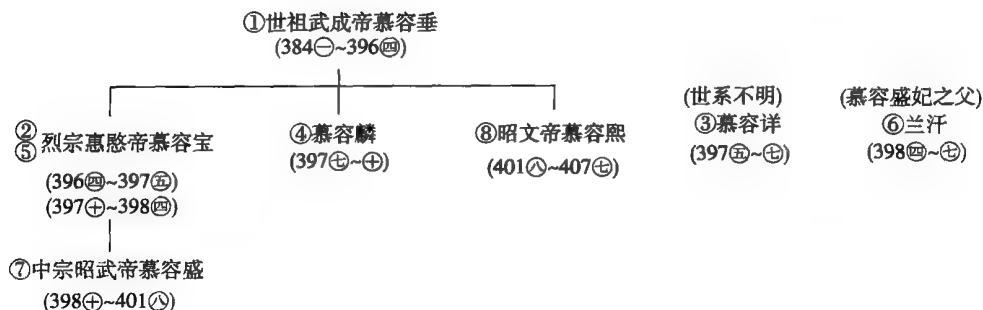 ①世祖武成帝慕容垂
(384㊀~396㊃)
(世系不明)
(慕容盛妃之父)
②
⑤
烈宗惠愍帝慕容宝
④慕容麟
⑧昭文帝慕容熙
③慕容详
⑥兰汗
(396㊃~397㊄)
(397㊉~398㊃)
(397㊆~㊉)
(401㊇~407㊆)
(397㊄~㊆)
(398㊃~㊆)
⑦中宗昭武帝慕容盛
(398㊉~401㊇)